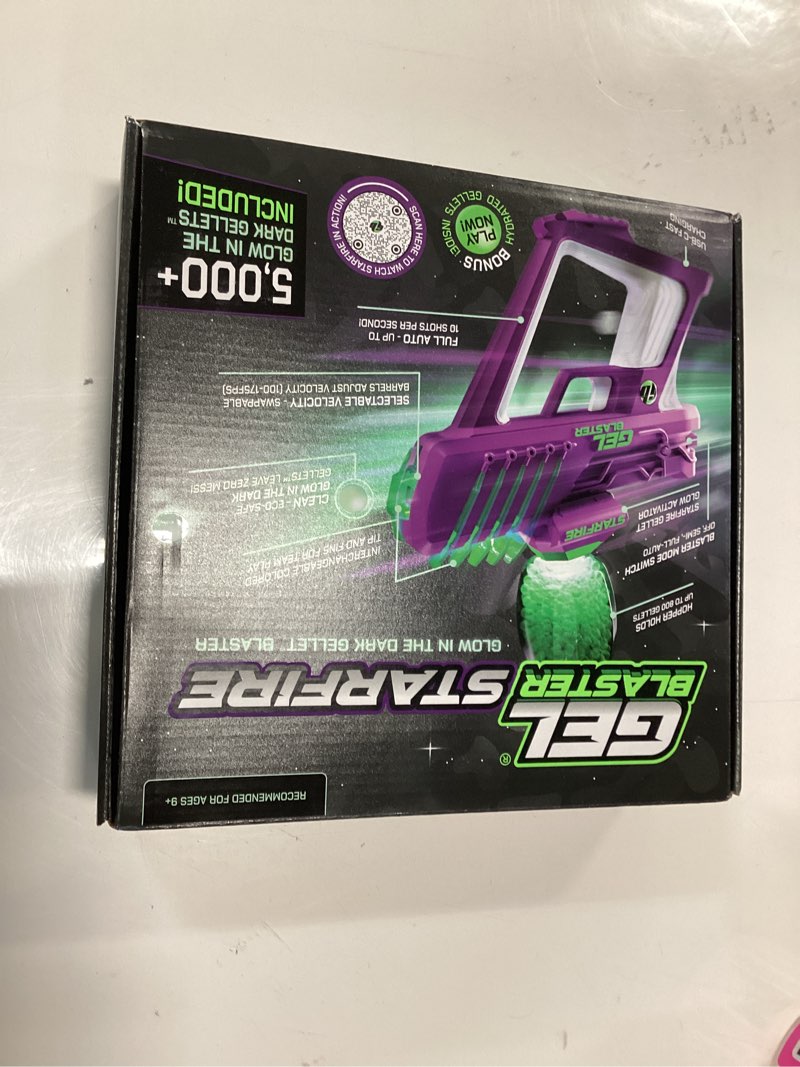 RECOMMENDED FOR AGES 9+
GEL®
BLASTER
STARFIRE
GLOW IN THE DARK GELLET™ BLASTER
HOPPER HOLDS
UP TO 800 GELLETS
BLASTER MODE SWITCH
OFF, SEMI-, FULL-AUTO
STARFIRE GELLET
GLOW ACTIVATOR
INTERCHANGEABLE COLORED
TIP AND FINS FOR TEAM PLAY
CLEAN - ECO-SAFE
GLOW IN THE DARK
GELLETS™ LEAVE ZERO MESS!
STARFIRE
GEL
BLASTER
SELECTABLE VELOCITY - SWAPPABLE
BARRELS ADJUST VELOCITY (100-175FPS)
FULL AUTO - UP TO
10 SHOTS PER SECOND!
USB-C FAST
CHARGING
5,000+
GLOW IN THE
DARK GELLETS™
INCLUDED!
SCAN HERE TO WATCH STARFIRE IN ACTION!
BONUS
PLAY
NOW!
HYDRATED GELLETS INSIDE